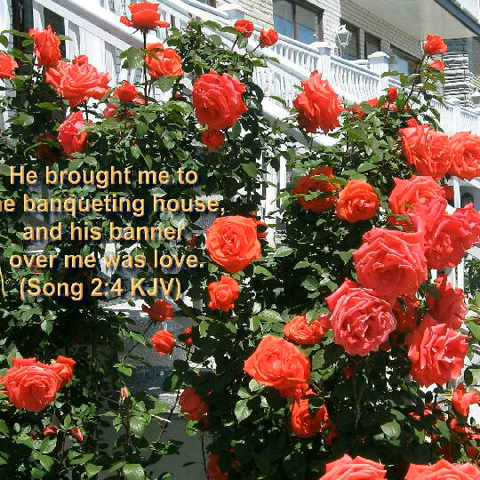 He brought me to
he banqueting house,
and his banner
over me was love.
(Song 2:4 KJV)